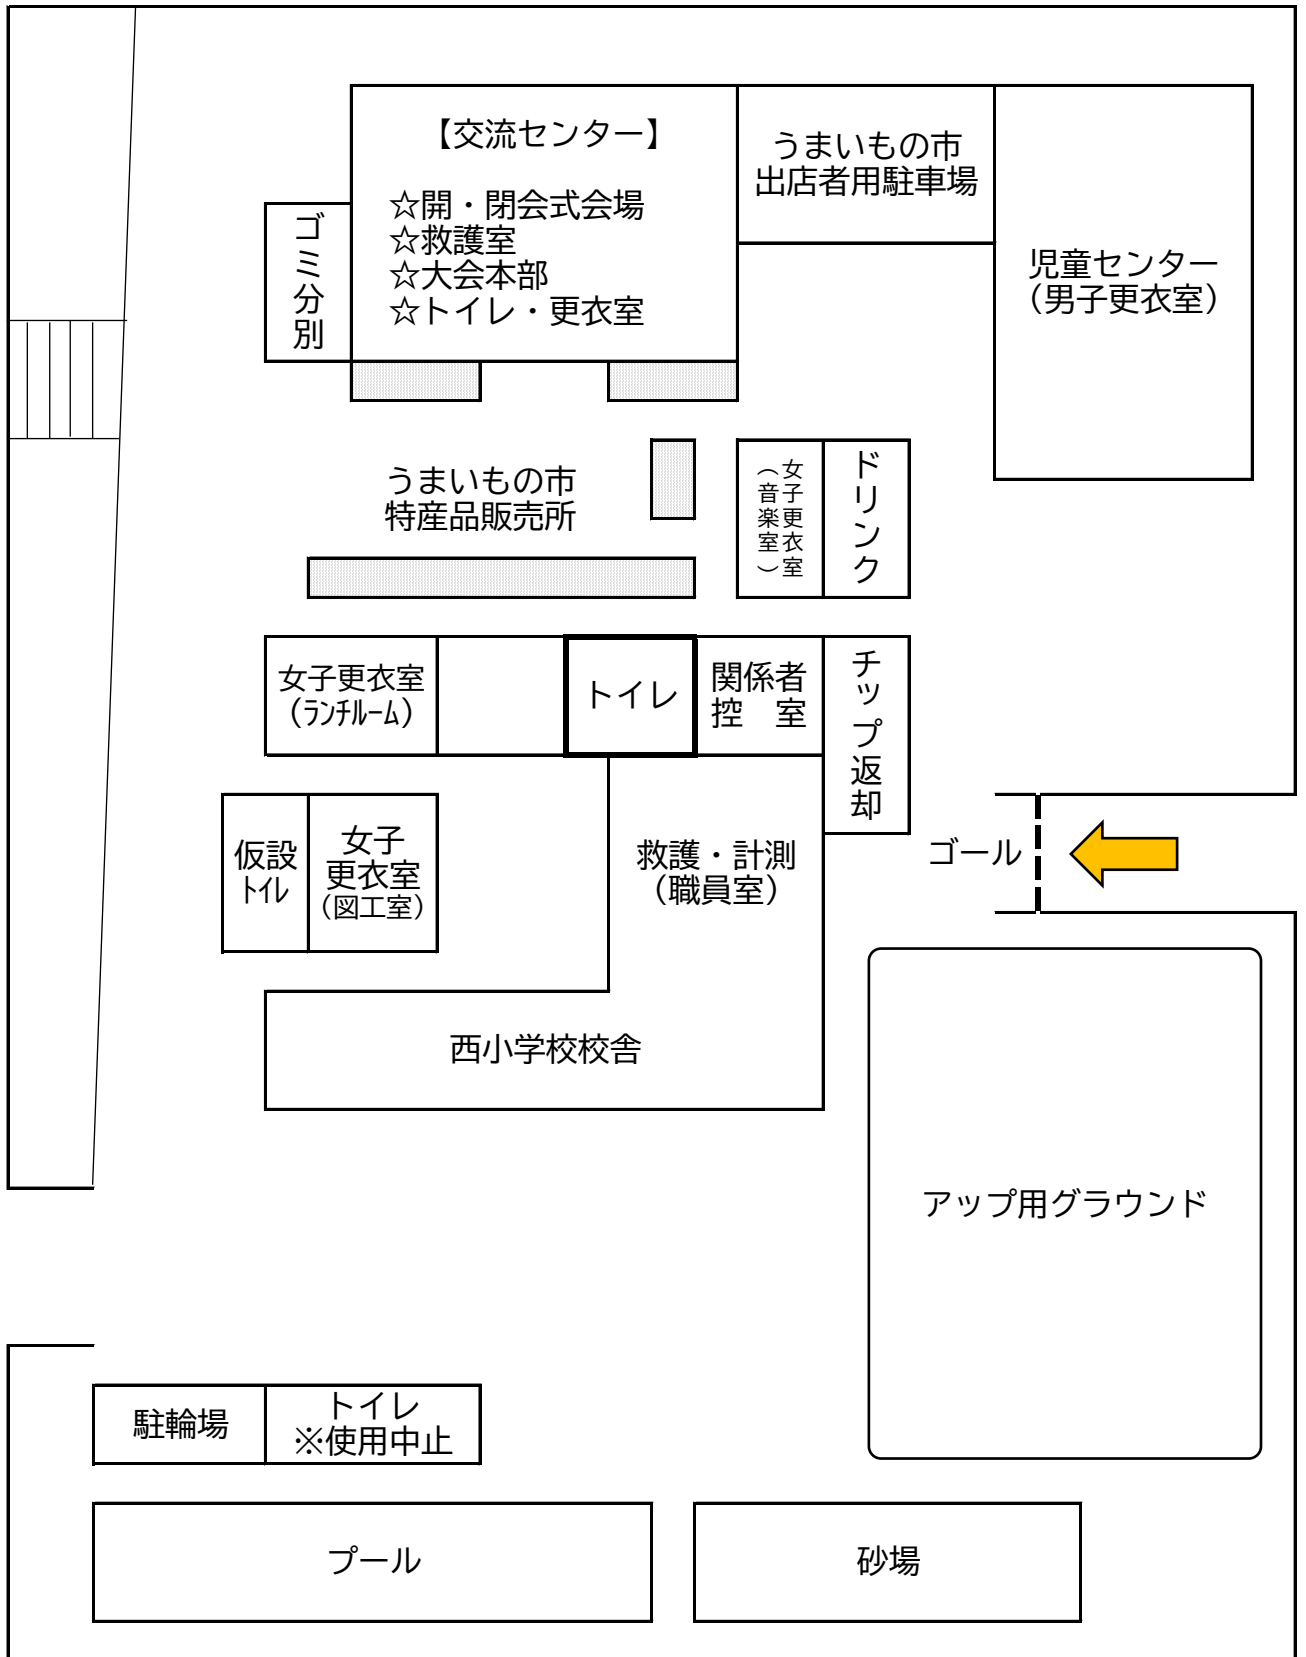 【交流センター】
☆開・閉会式会場
☆救護室
☆大会本部
☆トイレ・更衣室
うまいもの市
出店者用駐車場
児童センター
（男子更衣室）
ゴミ分別
うまいもの市
特産品販売所
女子更衣室
（音楽室）
ドリンク
女子更衣室
（ﾗﾝﾁﾙｰﾑ）
トイレ
関係者
控　室
チップ返却
仮設
ﾄｲﾚ
女子
更衣室
（図工室）
救護・計測
（職員室）
ゴール
西小学校校舎
アップ用グラウンド
駐輪場
トイレ
※使用中止
プール
砂場